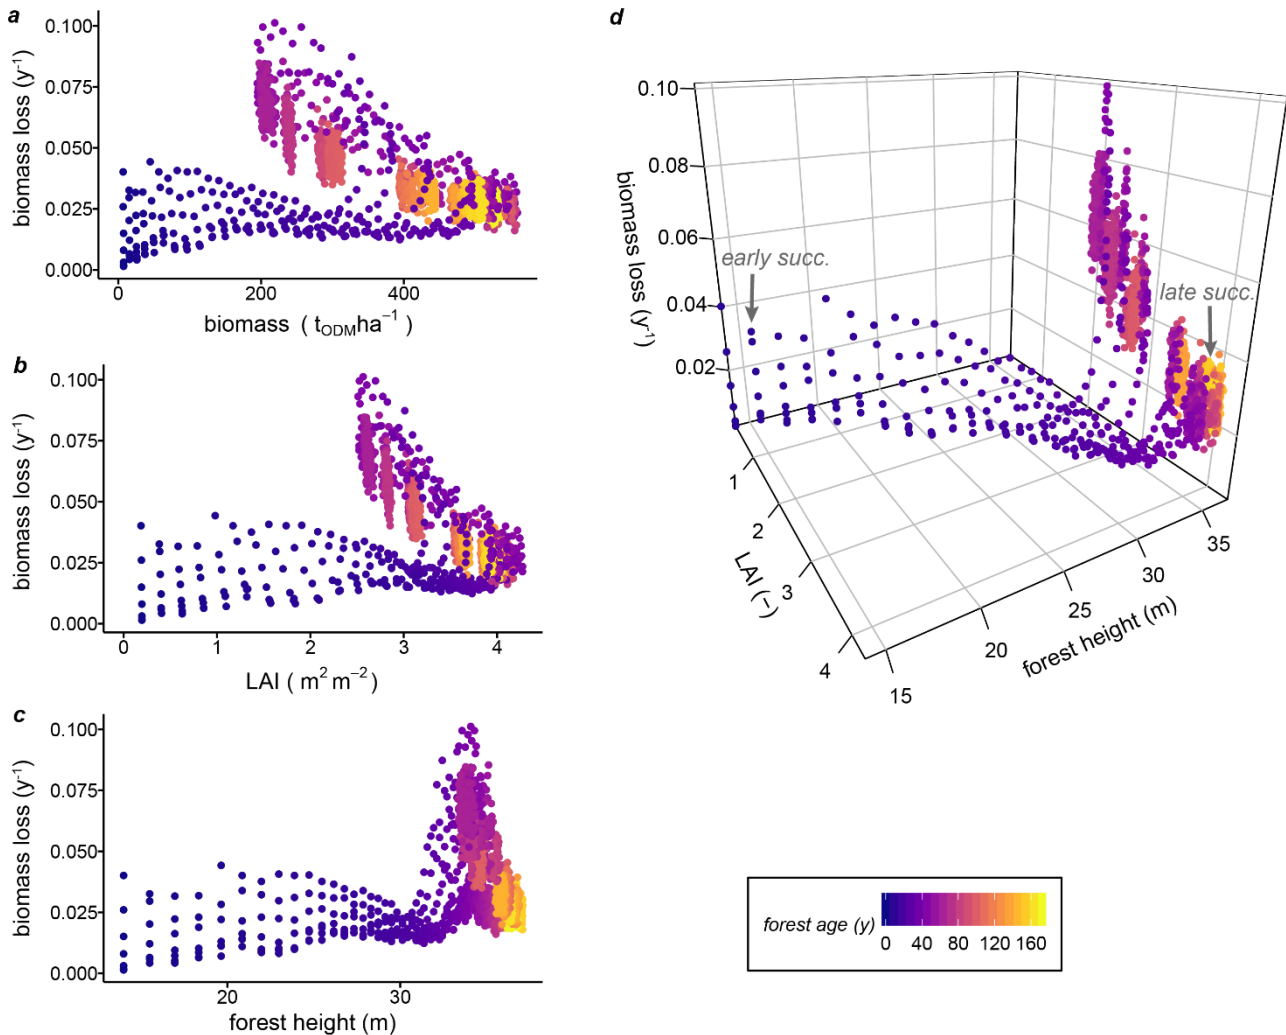 a
0.100
0.075
0.050
0.025
0.000
biomass loss (y⁻¹)
0 200 400
biomass ( t_ODM ha⁻¹ )
b
0.100
0.075
0.050
0.025
0.000
biomass loss (y⁻¹)
0 1 2 3 4
LAI ( m² m⁻² )
c
0.100
0.075
0.050
0.025
0.000
biomass loss (y⁻¹)
20 30
forest height (m)
d
0.10
0.08
0.06
0.04
0.02
biomass loss (y⁻¹)
early succ.
late succ.
1
2
3
4
LAI (–)
15
20
25
30
35
forest height (m)
forest age (y)
0 40 80 120 160